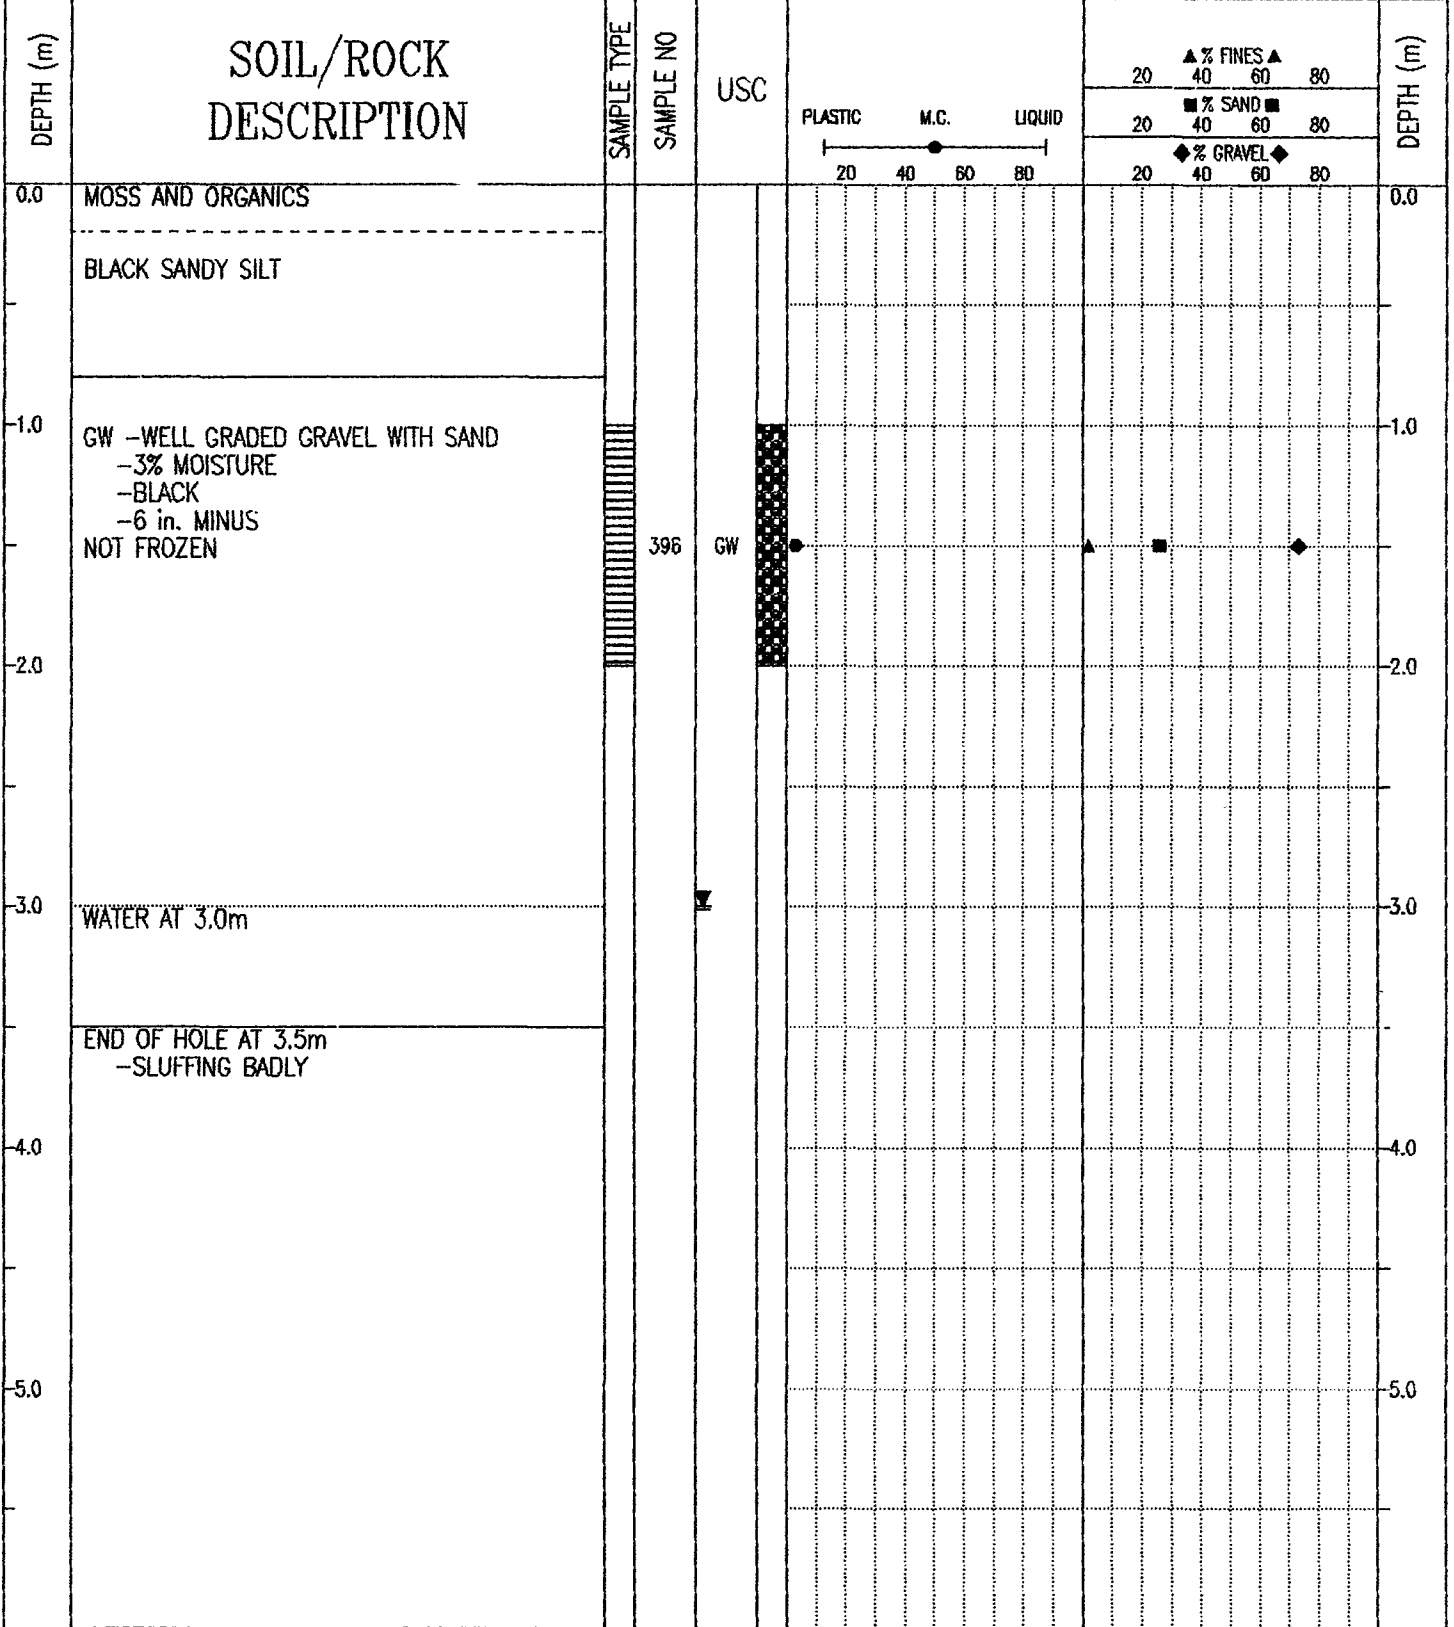 DEPTH (m)
SOIL/ROCK
DESCRIPTION
SAMPLE TYPE
SAMPLE NO
USC
PLASTIC M.C. LIQUID
20 40 60 80
▲ % FINES ▲
20 40 60 80
■ % SAND ■
20 40 60 80
◆ % GRAVEL ◆
20 40 60 80
DEPTH (m)
0.0 MOSS AND ORGANICS 0.0
BLACK SANDY SILT
1.0 1.0
GW -WELL GRADED GRAVEL WITH SAND
-3% MOISTURE
-BLACK
-6 in. MINUS
NOT FROZEN 396 GW
2.0 2.0
3.0 3.0
WATER AT 3.0m
END OF HOLE AT 3.5m
-SLUFFING BADLY
4.0 4.0
5.0 5.0